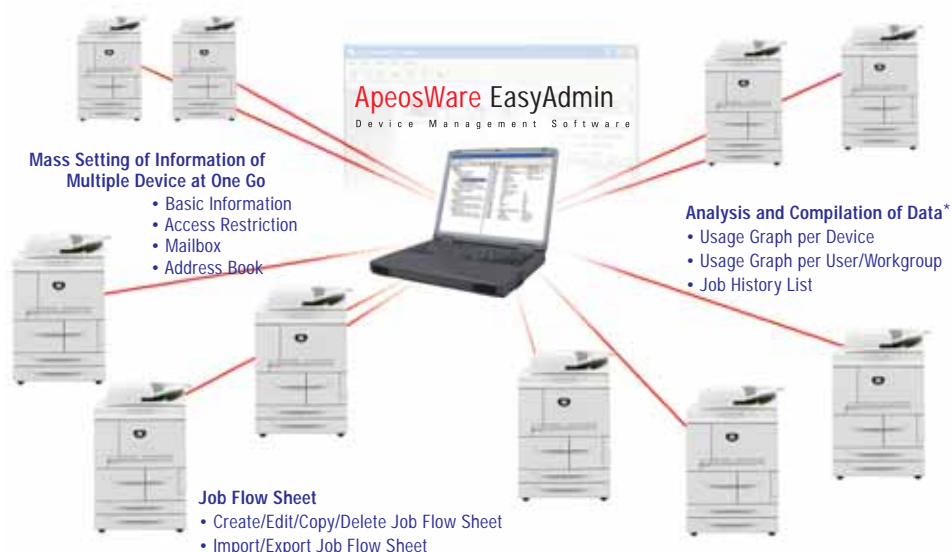 ApeosWare EasyAdmin
Device Management Software
Mass Setting of Information of
Multiple Device at One Go
• Basic Information
• Access Restriction
• Mailbox
• Address Book
Analysis and Compilation of Data*
• Usage Graph per Device
• Usage Graph per User/Workgroup
• Job History List
Job Flow Sheet
• Create/Edit/Copy/Delete Job Flow Sheet
• Import/Export Job Flow Sheet